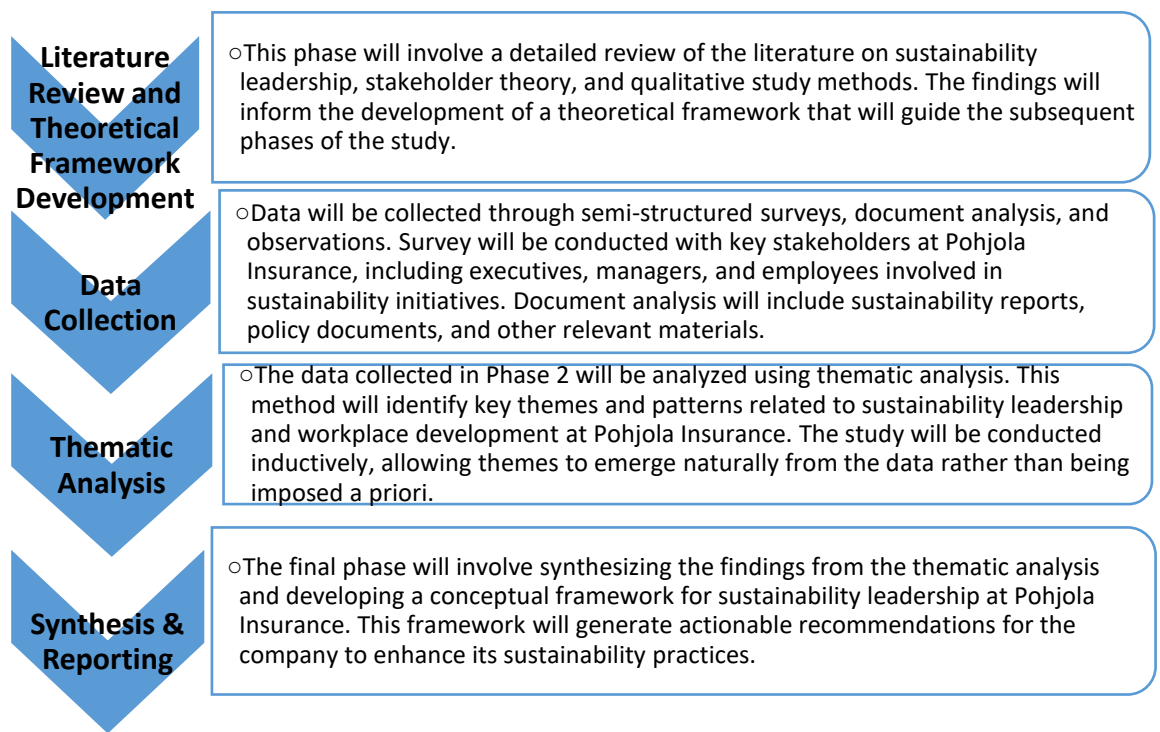 Literature
Review and
Theoretical
Framework
Development
○This phase will involve a detailed review of the literature on sustainability
leadership, stakeholder theory, and qualitative study methods. The findings will
inform the development of a theoretical framework that will guide the subsequent
phases of the study.
Data
Collection
○Data will be collected through semi-structured surveys, document analysis, and
observations. Survey will be conducted with key stakeholders at Pohjola
Insurance, including executives, managers, and employees involved in
sustainability initiatives. Document analysis will include sustainability reports,
policy documents, and other relevant materials.
Thematic
Analysis
○The data collected in Phase 2 will be analyzed using thematic analysis. This
method will identify key themes and patterns related to sustainability leadership
and workplace development at Pohjola Insurance. The study will be conducted
inductively, allowing themes to emerge naturally from the data rather than being
imposed a priori.
Synthesis &
Reporting
○The final phase will involve synthesizing the findings from the thematic analysis
and developing a conceptual framework for sustainability leadership at Pohjola
Insurance. This framework will generate actionable recommendations for the
company to enhance its sustainability practices.